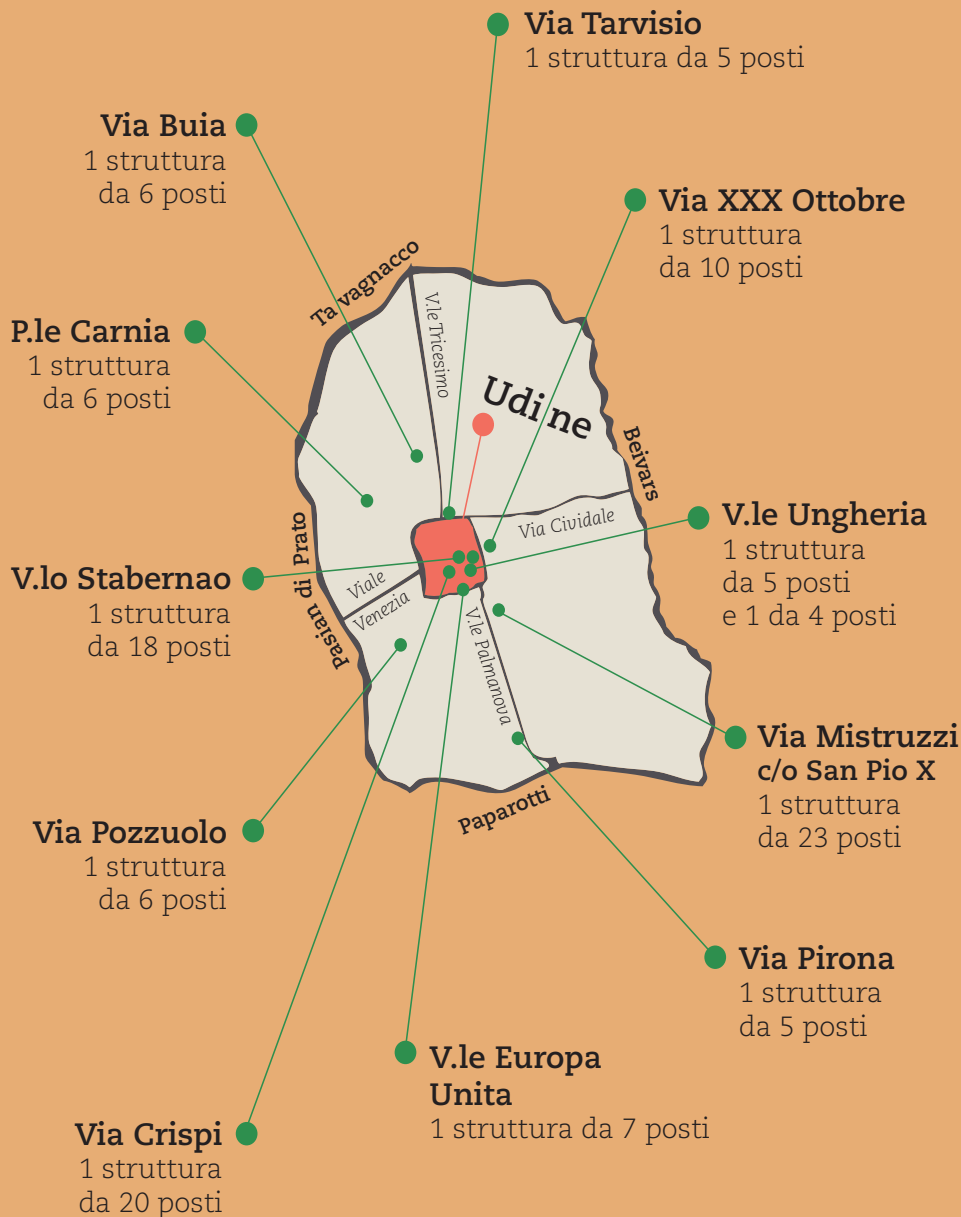 Via Tarvisio
1 struttura da 5 posti
Via Buia
1 struttura
da 6 posti
Via XXX Ottobre
1 struttura
da 10 posti
P.le Carnia
1 struttura
da 6 posti
Ta vagnacco
V.le Tricesimo
Udi ne
Beivars
Via Cividale
V.le Ungheria
1 struttura
da 5 posti
e 1 da 4 posti
V.lo Stabernao
1 struttura
da 18 posti
Pasian di Prato
Viale
Venezia
V.le Palmanova
Via Mistruzzi
c/o San Pio X
1 struttura
da 23 posti
Paparotti
Via Pozzuolo
1 struttura
da 6 posti
Via Pirona
1 struttura
da 5 posti
V.le Europa
Unita
1 struttura da 7 posti
Via Crispi
1 struttura
da 20 posti